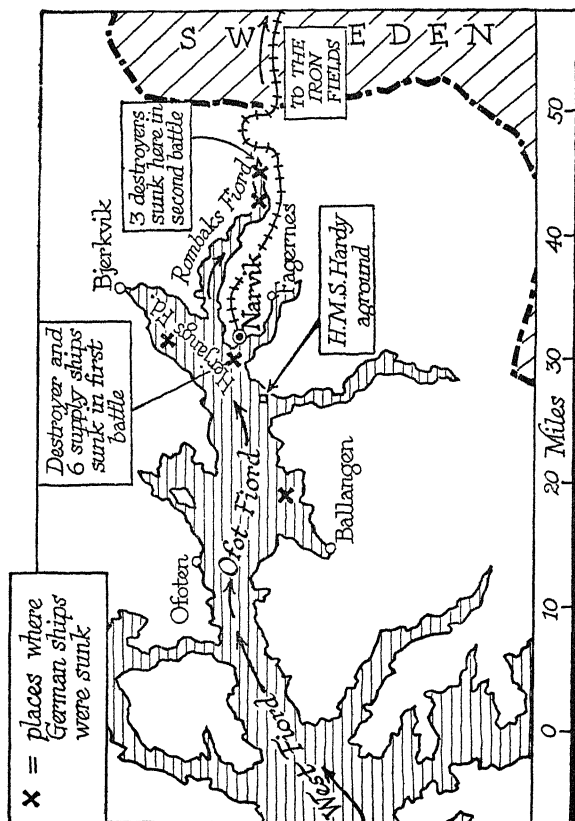 S W E D E N
TO THE
IRON
FIELDS
3 destroyers
sunk here in
second battle
Bjerkvik
Rombaks Fiord
Herjangs Fd.
Narvik
Fagernes
H.M.S. Hardy
aground
Destroyer and
6 supply ships
sunk in first
battle
Ofot Fiord
Ballangen
Ofoten
West Fiord
x = places where
German ships
were sunk
0 10 20 Miles 30 40 50